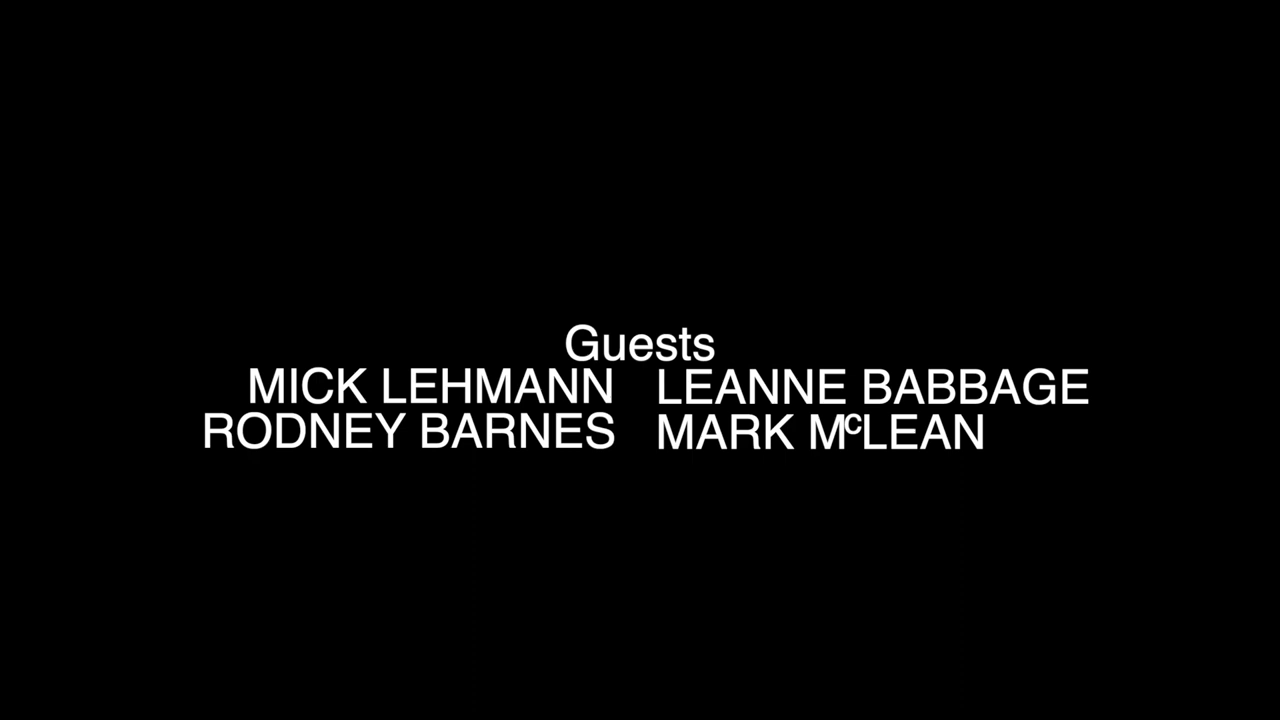 Guests
MICK LEHMANN LEANNE BABBAGE
RODNEY BARNES MARK McLEAN